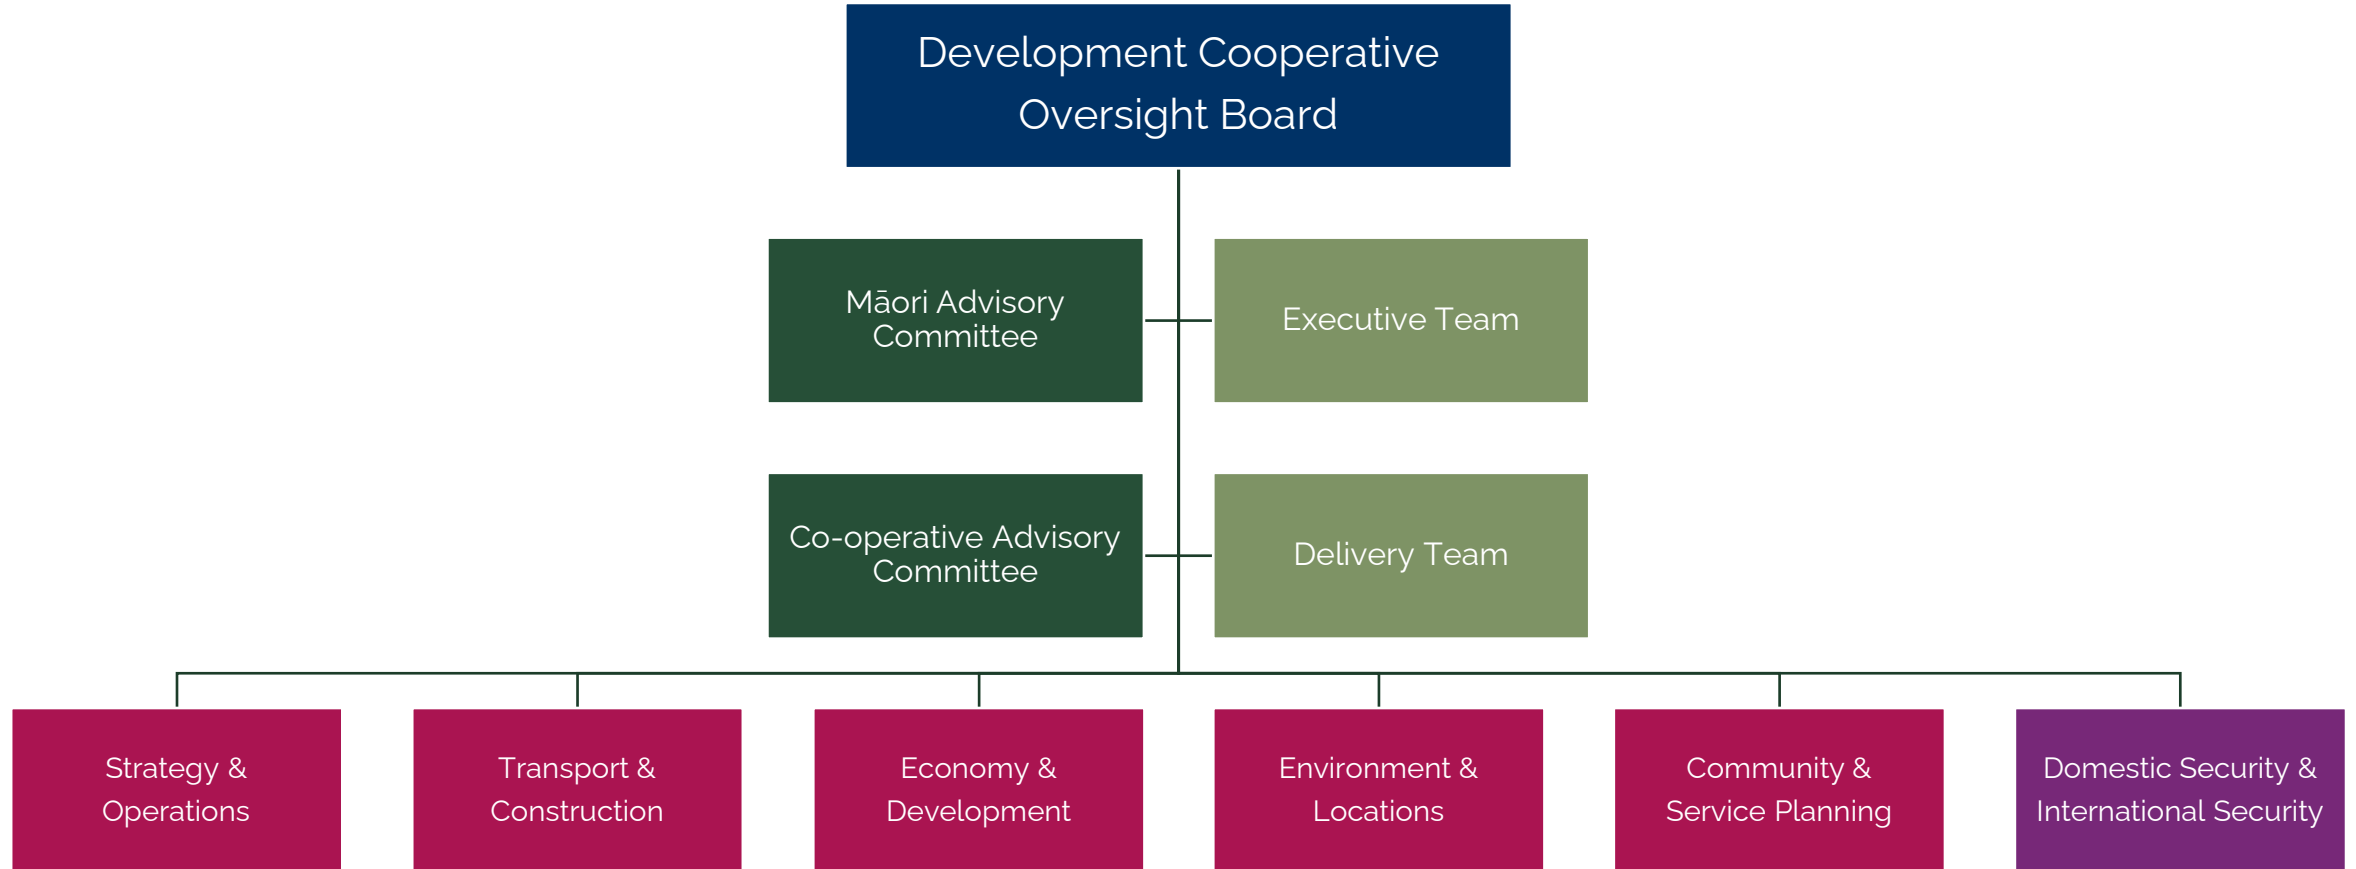 Development Cooperative
Oversight Board
Māori Advisory
Committee
Executive Team
Co-operative Advisory
Committee
Delivery Team
Strategy &
Operations
Transport &
Construction
Economy &
Development
Environment &
Locations
Community &
Service Planning
Domestic Security &
International Security